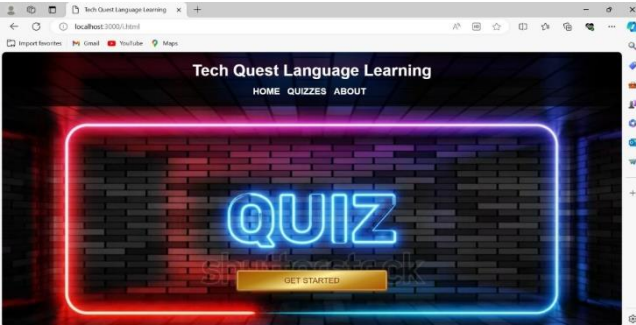 Tech Quest Language Learning
localhost:3000/i.html
Import favorites Gmail YouTube Maps
Tech Quest Language Learning
HOME QUIZZES ABOUT
QUIZ
shutterstock
GET STARTED